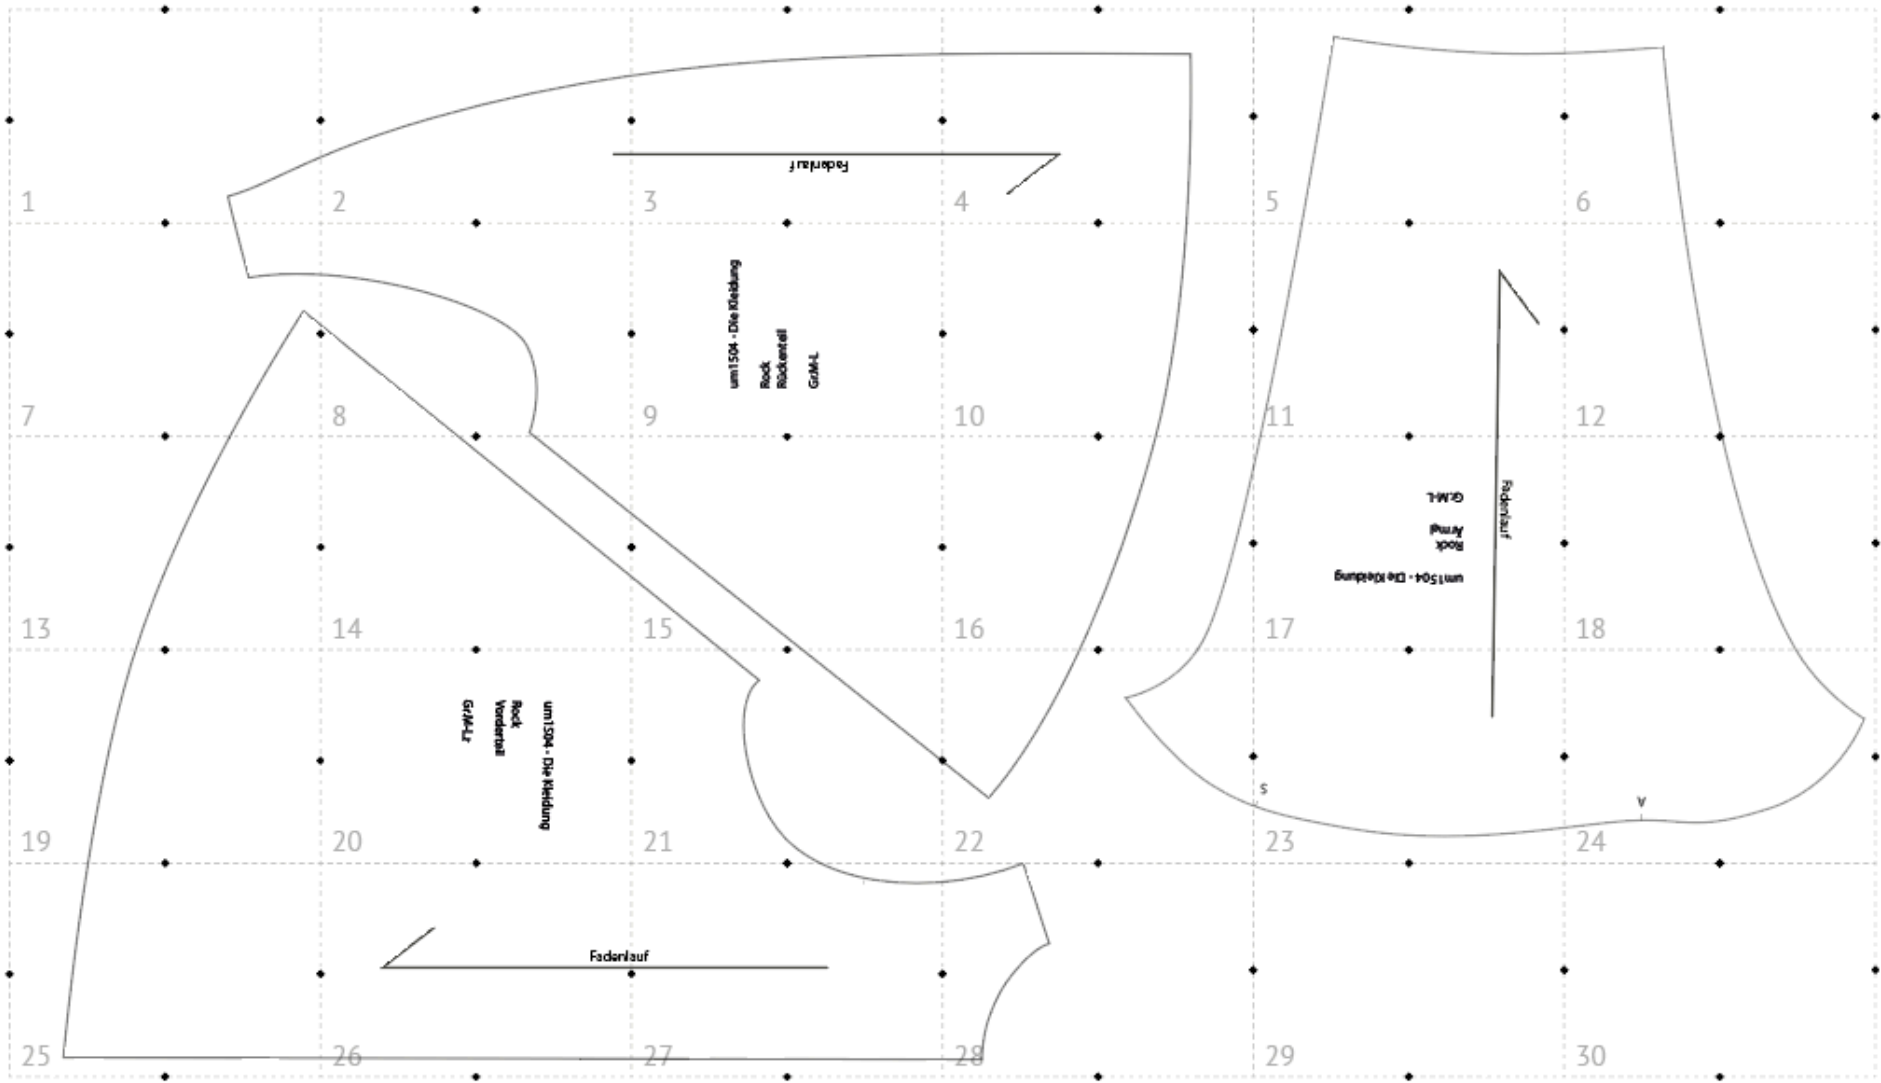 Fadenlauf
1
2
3
4
5
6
um1504 - Die Kleidung
Rock
Rückenteil
Gr.M-L
7
8
9
10
11
12
Fadenlauf
um1504 - Die Kleidung
Rock
Ärmel
Gr.M-L
13
14
15
16
17
18
um1504 - Die Kleidung
Rock
Vorderteil
S
A
19
20
21
22
23
24
Fadenlauf
25
26
27
28
29
30